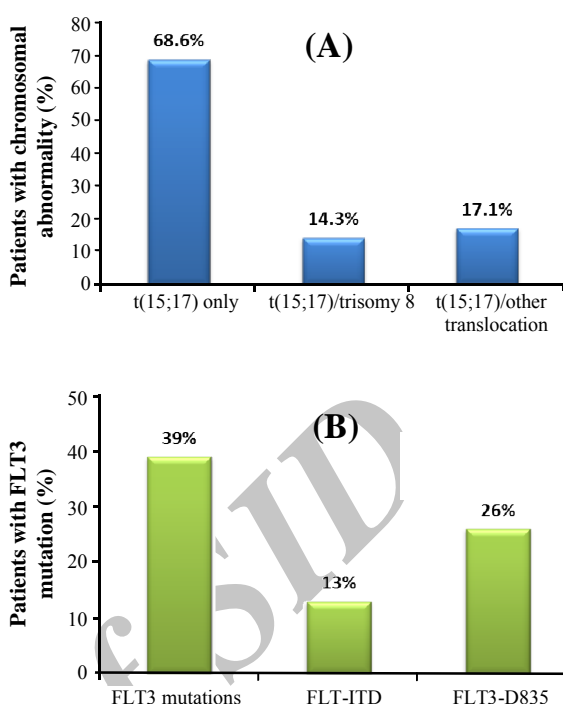 80
70
60
50
40
30
20
10
0
Patients with chromosomal
abnormality (%)
(A)
68.6%
14.3%
17.1%
t(15;17) only
t(15;17)/trisomy 8
t(15;17)/other
translocation
50
40
30
20
10
0
Patients with FLT3
mutation (%)
(B)
39%
13%
26%
FLT3 mutations
FLT-ITD
FLT3-D835
f SID